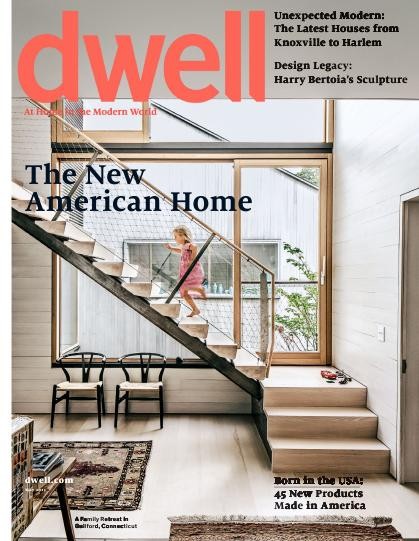 dwell
At Home in the Modern World
Unexpected Modern:
The Latest Houses from
Knoxville to Harlem
Design Legacy:
Harry Bertoia's Sculpture
The New
American Home
dwell.com
Born in the USA:
45 New Products
Made in America
A Family Retreat in
Guilford, Connecticut